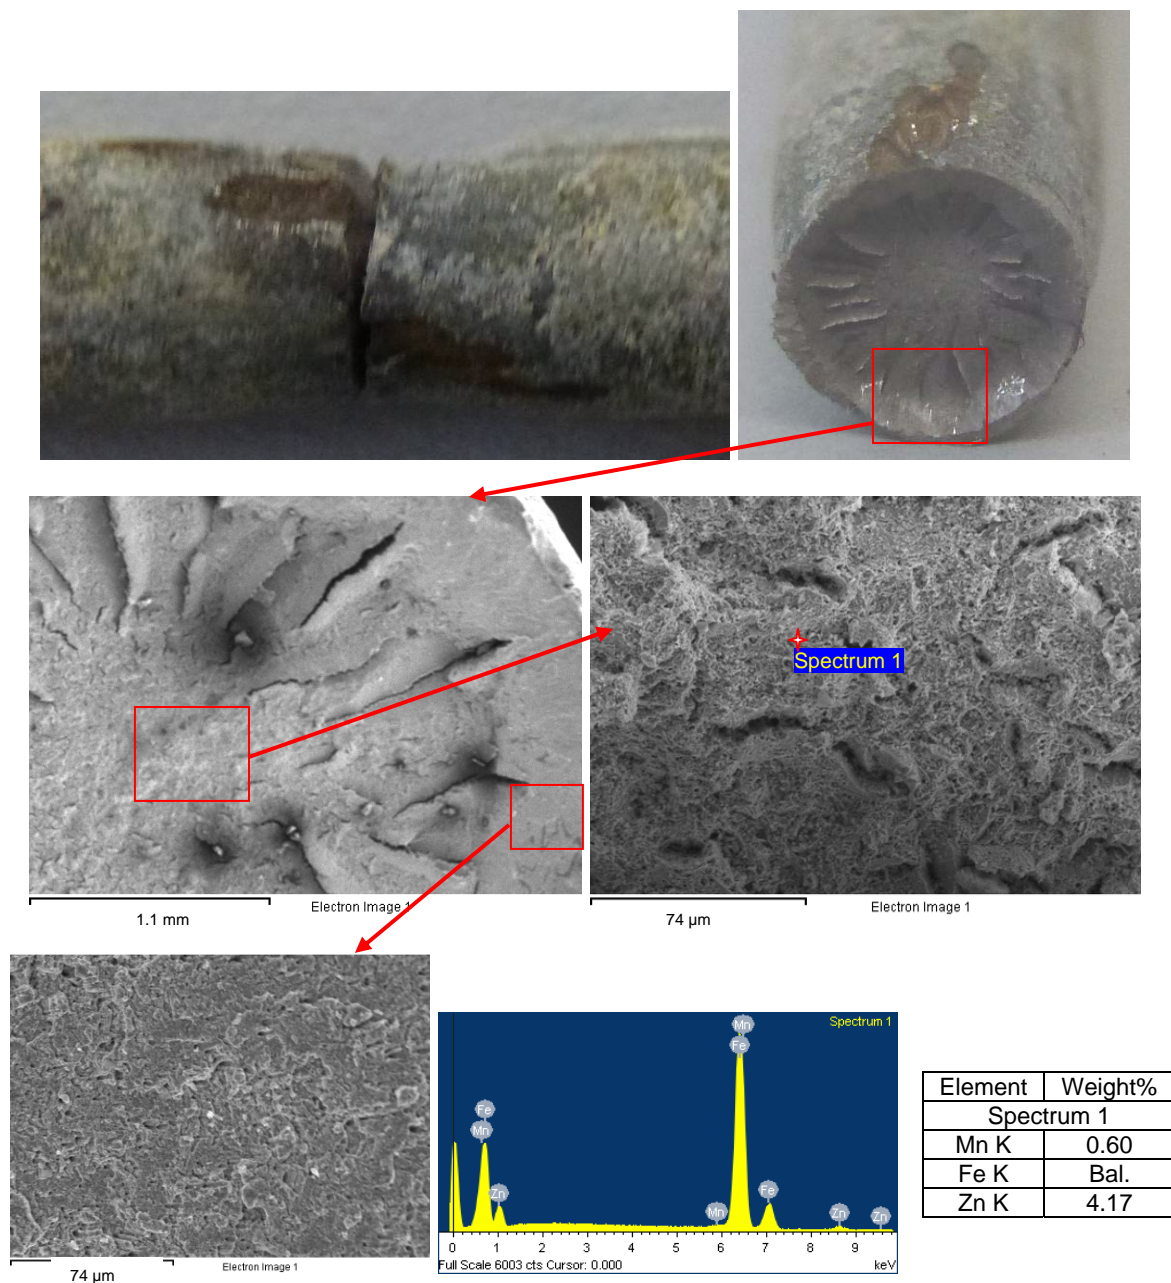 Spectrum 1
1.1 mm
Electron Image 1
74 µm
Electron Image 1
74 µm
Electron Image 1
Spectrum 1
Mn
Fe
Fe
Mn
Zn
Mn
Fe
Zn
Zn
0 1 2 3 4 5 6 7 8 9
Full Scale 6003 cts Cursor: 0.000 keV
Element Weight%
Spectrum 1
Mn K 0.60
Fe K Bal.
Zn K 4.17